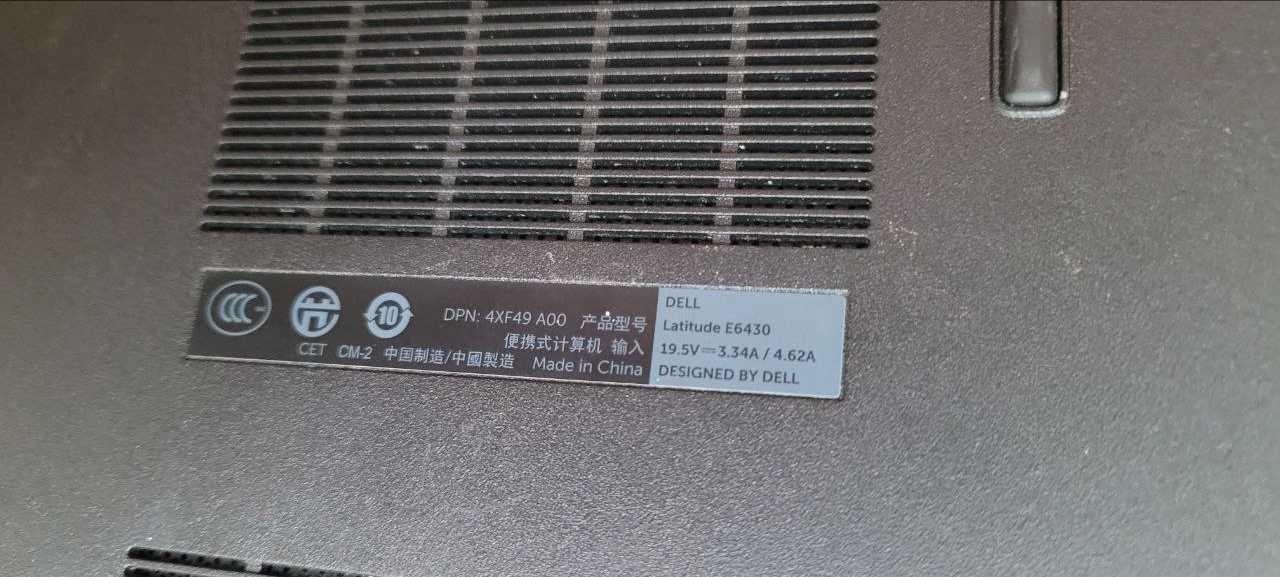 CCC
10
DPN: 4XF49 A00 产品型号
便携式计算机 输入
CET CM-2 中国制造/中國製造 Made in China
DELL
Latitude E6430
19.5V⎓3.34A / 4.62A
DESIGNED BY DELL